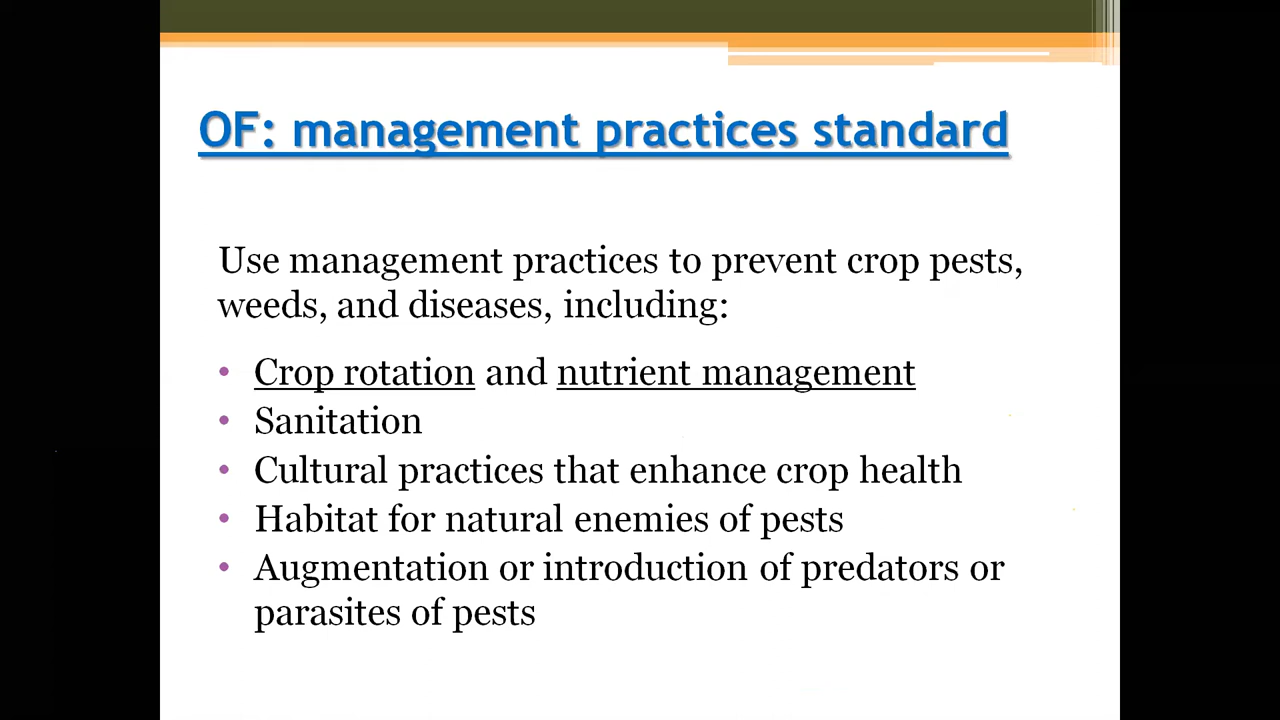 OF: management practices standard
Use management practices to prevent crop pests,
weeds, and diseases, including:
• Crop rotation and nutrient management
• Sanitation
• Cultural practices that enhance crop health
• Habitat for natural enemies of pests
• Augmentation or introduction of predators or
parasites of pests